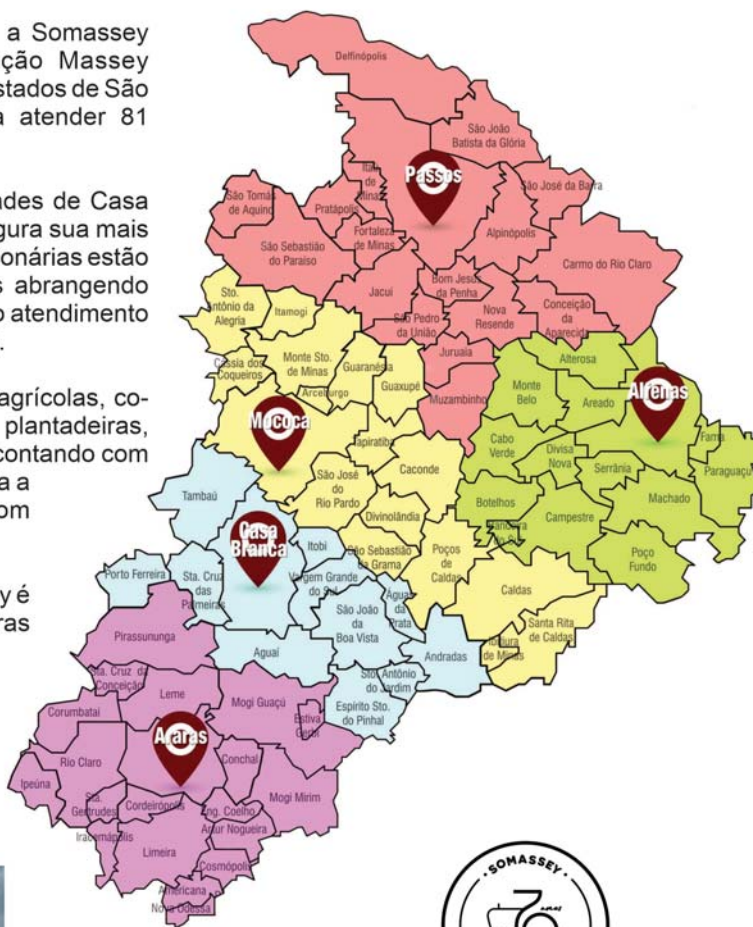 a Somassey
ção Massey
stados de São
a atender 81
ades de Casa
gura sua mais
onárias estão
s abrangendo
o atendimento
.
agrícolas, co-
plantadeiras,
contando com
a a
om
y é
ras
Delfinópolis
São João
Batista da Glória
Passos
São José da Barra
São Tomás
de Aquino
Pratápolis
Fortaleza
de Minas
Alpinópolis
São Sebastião
do Paraíso
Carmo do Rio Claro
Bom Jesus
da Penha
Jacuí
Nova
Resende
São Pedro
da União
Conceição
da
Aparecida
Juruaia
Muzambinho
Sto.
Antônio da
Alegria
Itamogi
Cássia dos
Coqueiros
Monte Sto.
de Minas
Guaranésia
Arceburgo
Guaxupé
Mococa
Tapiratiba
Caconde
São José
do
Rio Pardo
Divinolândia
São Sebastião
da Grama
Poços
de
Caldas
Caldas
Santa Rita
de Caldas
de Minas
Alterosa
Monte
Belo
Areado
Alfenas
Fama
Paraguaçu
Cabo
Verde
Divisa
Nova
Serrânia
Machado
Botelhos
Campestre
Poço
Fundo
Tambaú
Casa
Branca
Itobi
Porto Ferreira
Sta. Cruz
das
Palmeiras
Vargem Grande
do Sul
Águas
da
Prata
São João
da
Boa Vista
Aguaí
Andradas
Sto. Antônio
do Jardim
Espírito Sto.
do Pinhal
Pirassununga
Sta. Cruz da
Conceição
Leme
Mogi Guaçú
Estiva
Gerbi
Corumbataí
Araras
Rio Claro
Conchal
Ipeúna
Sta.
Gertrudes
Cordeirópolis
Eng. Coelho
Mogi Mirim
Iracemápolis
Artur Nogueira
Limeira
Cosmópolis
Americana
Nova Odessa
SOMASSEY
70
anos